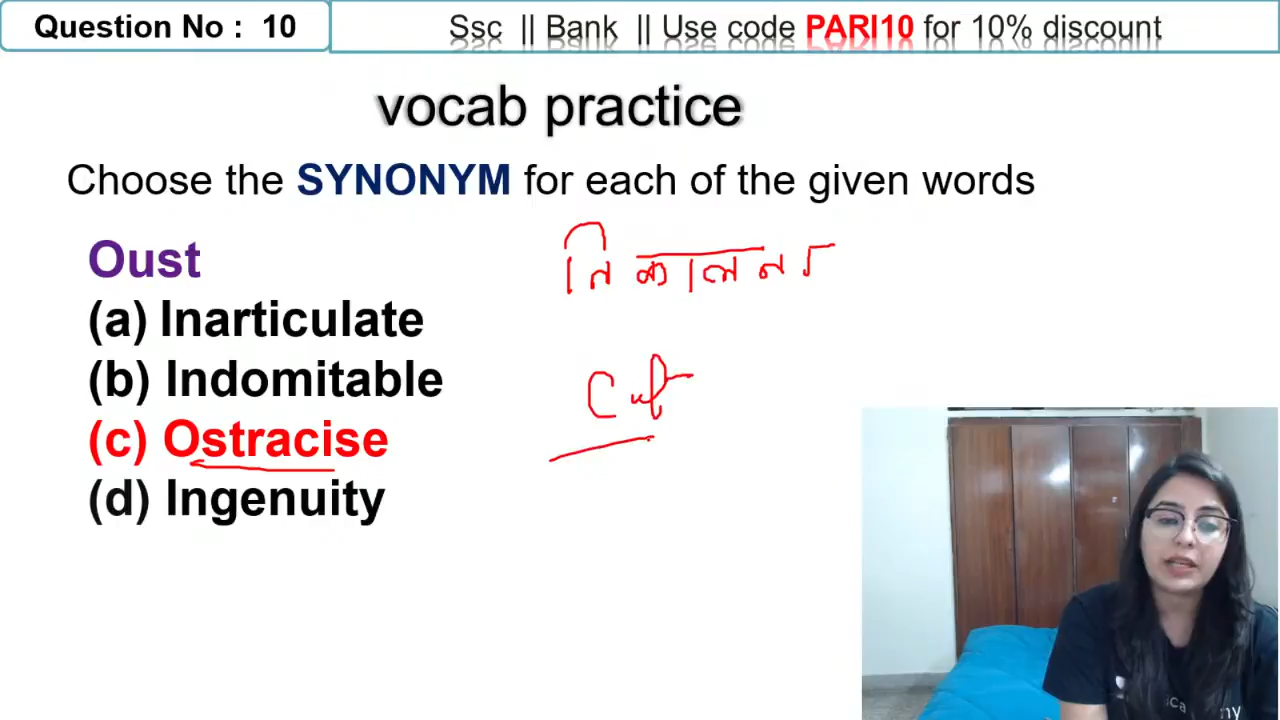 Question No : 10
Ssc || Bank || Use code PARI10 for 10% discount
vocab practice
Choose the SYNONYM for each of the given words
Oust
निकालना
(a) Inarticulate
(b) Indomitable
(c) Ostracise
(d) Ingenuity